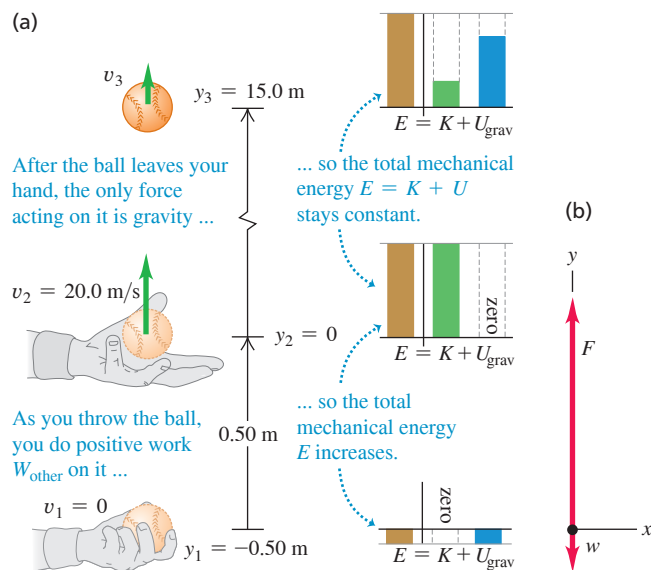 (a)
v3
y3 = 15.0 m
E = K + Ugrav
After the ball leaves your
hand, the only force
acting on it is gravity ...
... so the total mechanical
energy E = K + U
stays constant.
(b)
y
v2 = 20.0 m/s
y2 = 0
zero
E = K + Ugrav
F
As you throw the ball,
you do positive work
Wother on it ...
0.50 m
... so the total
mechanical energy
E increases.
v1 = 0
y1 = −0.50 m
zero
E = K + Ugrav
x
w